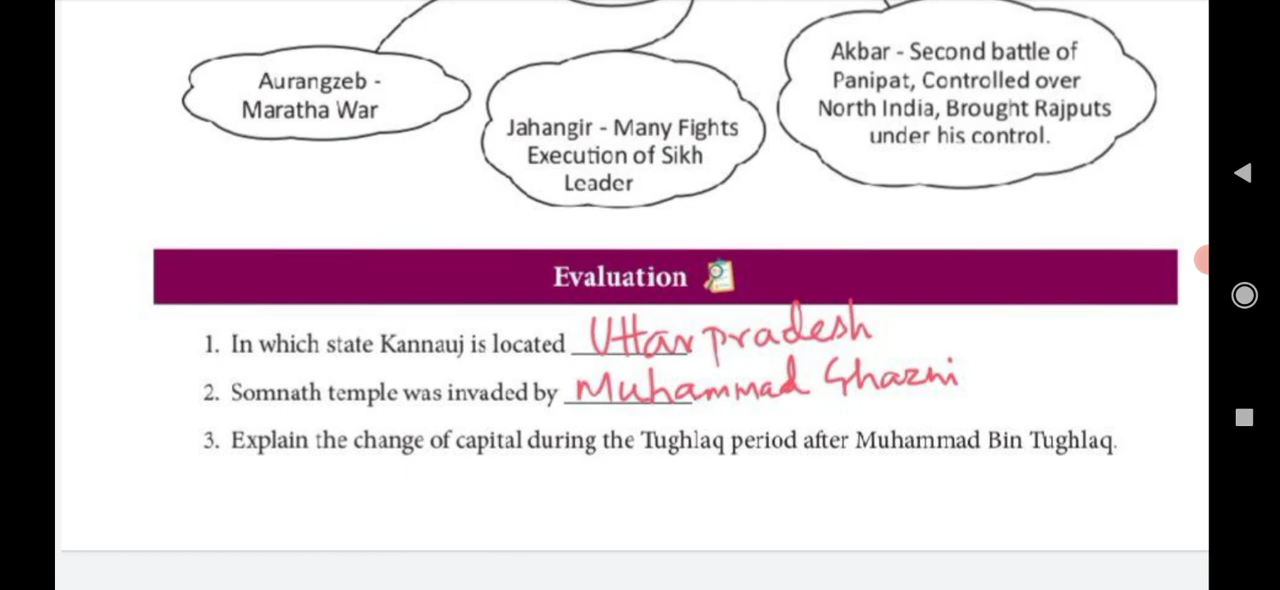 Aurangzeb -
Maratha War
Jahangir - Many Fights
Execution of Sikh
Leader
Akbar - Second battle of
Panipat, Controlled over
North India, Brought Rajputs
under his control.
Evaluation
1. In which state Kannauj is located Uttar pradesh
2. Somnath temple was invaded by Muhammad Ghazni
3. Explain the change of capital during the Tughlaq period after Muhammad Bin Tughlaq.